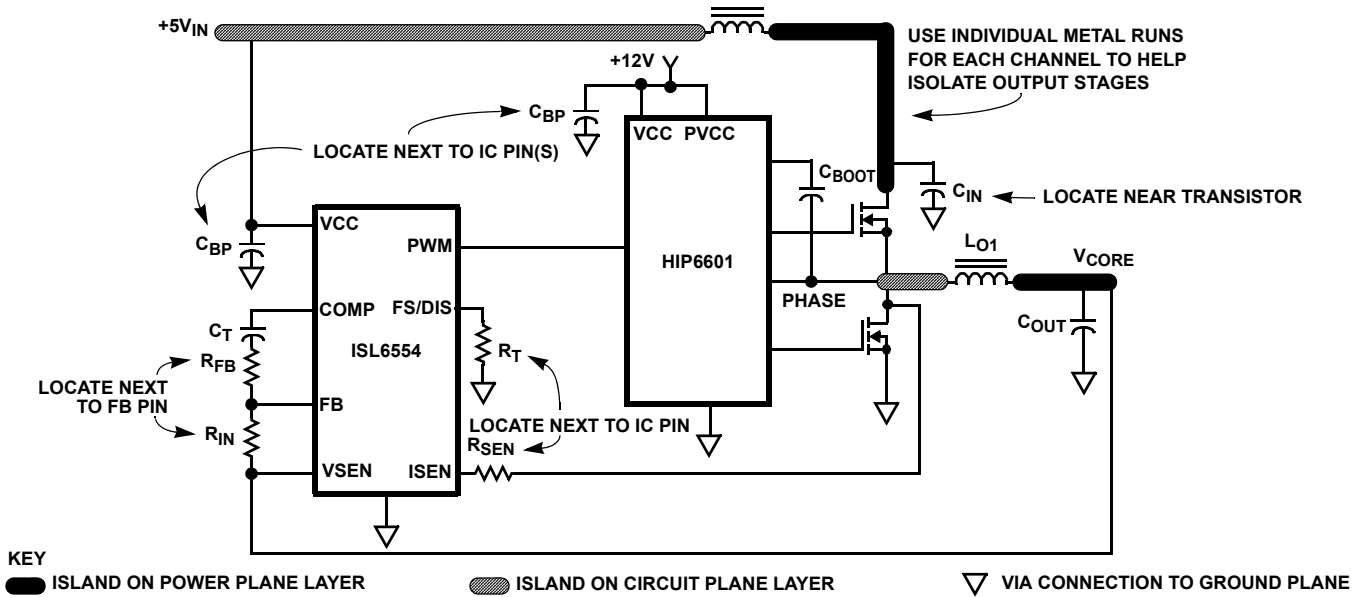 +5VIN
USE INDIVIDUAL METAL RUNS
FOR EACH CHANNEL TO HELP
ISOLATE OUTPUT STAGES
+12V
CBP
VCC PVCC
LOCATE NEXT TO IC PIN(S)
CBOOT
CIN
LOCATE NEAR TRANSISTOR
VCC
CBP
PWM
HIP6601
LO1
VCORE
PHASE
COMP
FS/DIS
CT
COUT
RFB
ISL6554
RT
LOCATE NEXT
TO FB PIN
FB
LOCATE NEXT TO IC PIN
RIN
RSEN
VSEN
ISEN
KEY
ISLAND ON POWER PLANE LAYER
ISLAND ON CIRCUIT PLANE LAYER
VIA CONNECTION TO GROUND PLANE